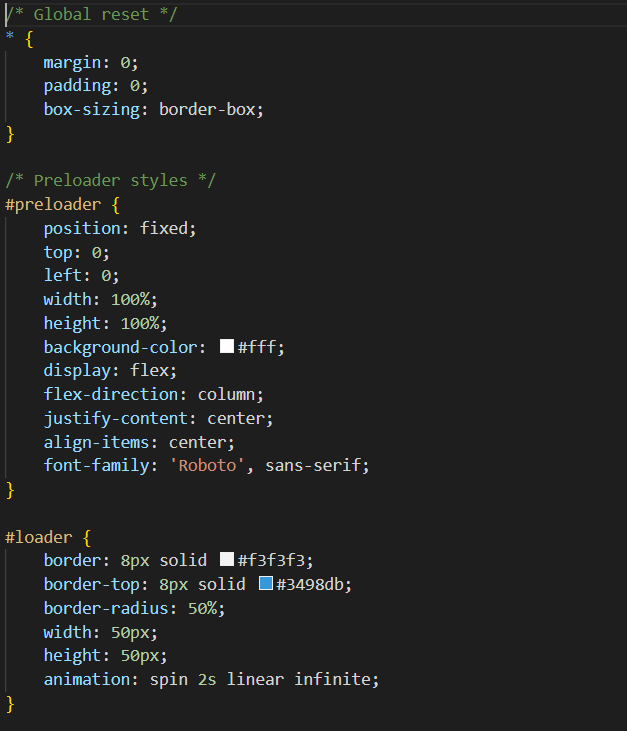 /* Global reset */
* {
    margin: 0;
    padding: 0;
    box-sizing: border-box;
}

/* Preloader styles */
#preloader {
    position: fixed;
    top: 0;
    left: 0;
    width: 100%;
    height: 100%;
    background-color: #fff;
    display: flex;
    flex-direction: column;
    justify-content: center;
    align-items: center;
    font-family: 'Roboto', sans-serif;
}

#loader {
    border: 8px solid #f3f3f3;
    border-top: 8px solid #3498db;
    border-radius: 50%;
    width: 50px;
    height: 50px;
    animation: spin 2s linear infinite;
}